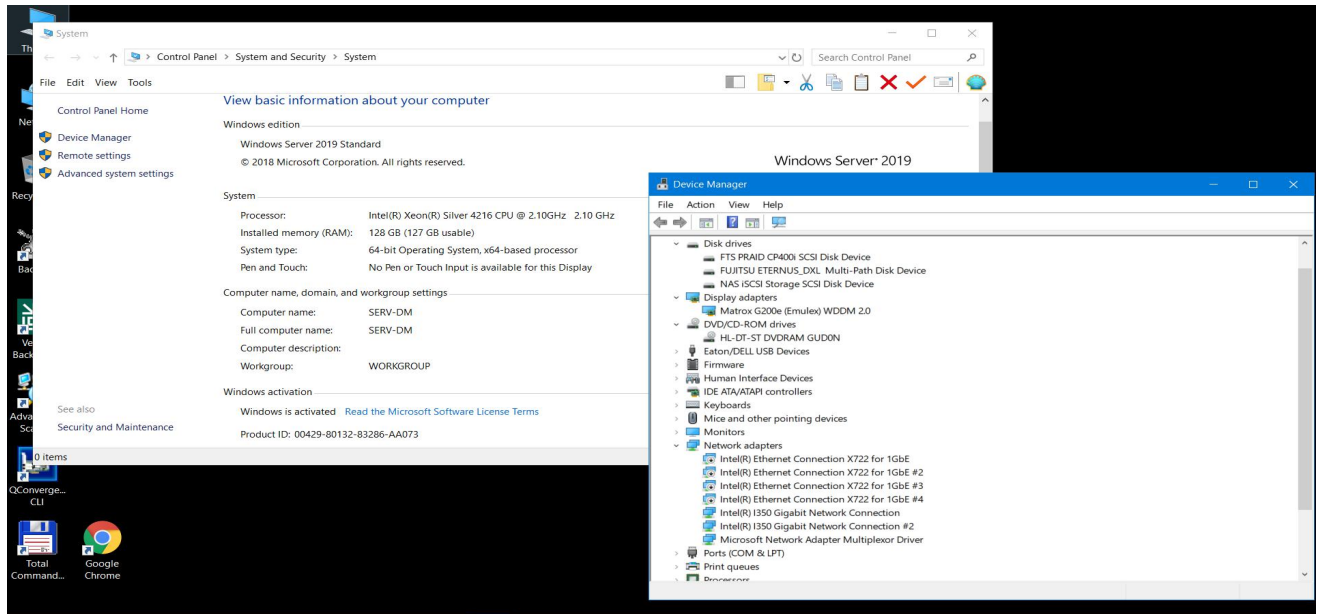 System
Control Panel > System and Security > System
Search Control Panel
File Edit View Tools
Control Panel Home
Device Manager
Remote settings
Advanced system settings
See also
Security and Maintenance
View basic information about your computer
Windows edition
Windows Server 2019 Standard
© 2018 Microsoft Corporation. All rights reserved.
Windows Server 2019
System
Processor: Intel(R) Xeon(R) Silver 4216 CPU @ 2.10GHz 2.10 GHz
Installed memory (RAM): 128 GB (127 GB usable)
System type: 64-bit Operating System, x64-based processor
Pen and Touch: No Pen or Touch Input is available for this Display
Computer name, domain, and workgroup settings
Computer name: SERV-DM
Full computer name: SERV-DM
Computer description:
Workgroup: WORKGROUP
Windows activation
Windows is activated Read the Microsoft Software License Terms
Product ID: 00429-80132-83286-AA073
0 items
Device Manager
File Action View Help
Disk drives
FTS PRAID CP400i SCSI Disk Device
FUJITSU ETERNUS_DXL Multi-Path Disk Device
NAS iSCSI Storage SCSI Disk Device
Display adapters
Matrox G200e (Emulex) WDDM 2.0
DVD/CD-ROM drives
HL-DT-ST DVDRAM GUD0N
Eaton/DELL USB Devices
Firmware
Human Interface Devices
IDE ATA/ATAPI controllers
Keyboards
Mice and other pointing devices
Monitors
Network adapters
Intel(R) Ethernet Connection X722 for 1GbE
Intel(R) Ethernet Connection X722 for 1GbE #2
Intel(R) Ethernet Connection X722 for 1GbE #3
Intel(R) Ethernet Connection X722 for 1GbE #4
Intel(R) I350 Gigabit Network Connection
Intel(R) I350 Gigabit Network Connection #2
Microsoft Network Adapter Multiplexor Driver
Ports (COM & LPT)
Print queues
Processors
Th
Ne
Recy
Bac
Ve
Back
Adva
Sca
QConverge...
CLI
Total
Command...
Google
Chrome